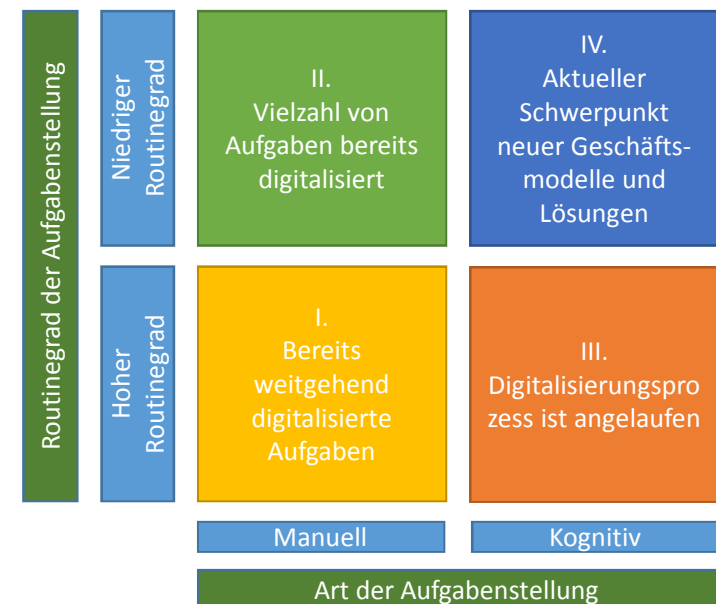 Routinegrad der Aufgabenstellung
Niedriger
Routinegrad
II.
Vielzahl von
Aufgaben bereits
digitalisiert
IV.
Aktueller
Schwerpunkt
neuer Geschäfts-
modelle und
Lösungen
Hoher
Routinegrad
I.
Bereits
weitgehend
digitalisierte
Aufgaben
III.
Digitalisierungspro
zess ist angelaufen
Manuell
Kognitiv
Art der Aufgabenstellung